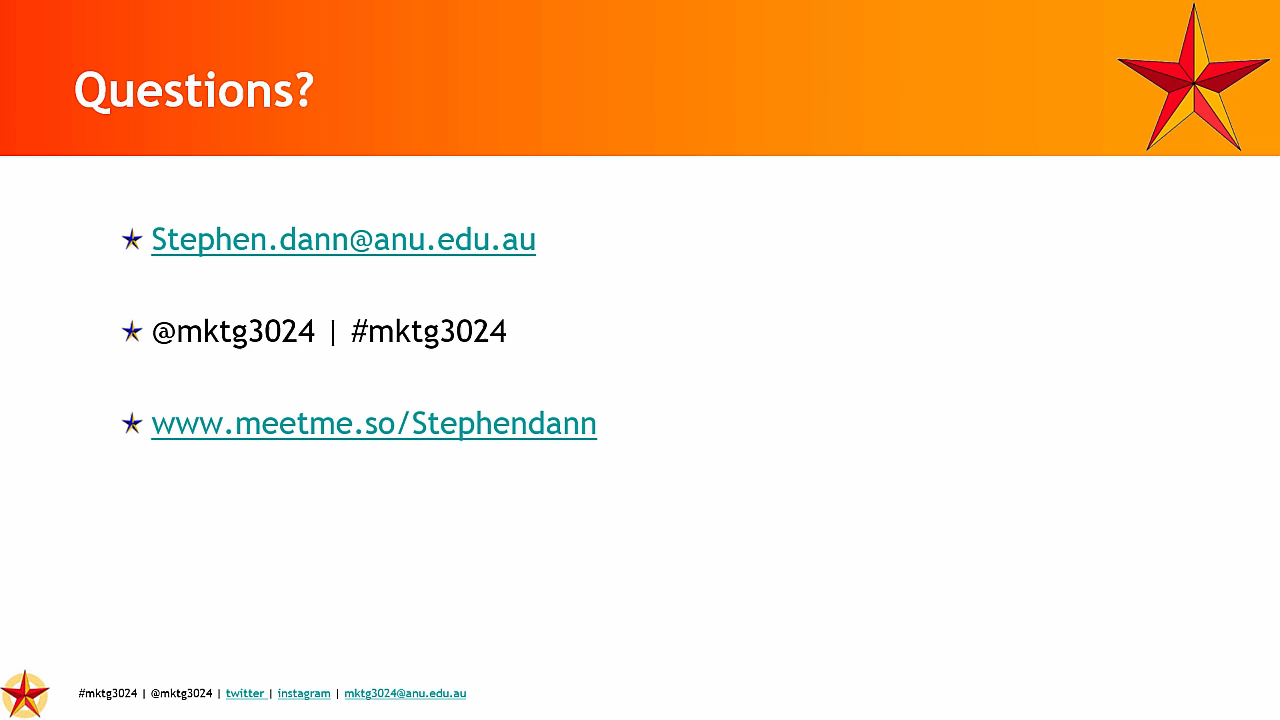 Questions?
Stephen.dann@anu.edu.au
@mktg3024 | #mktg3024
www.meetme.so/Stephendann
#mktg3024 | @mktg3024 | twitter | instagram | mktg3024@anu.edu.au